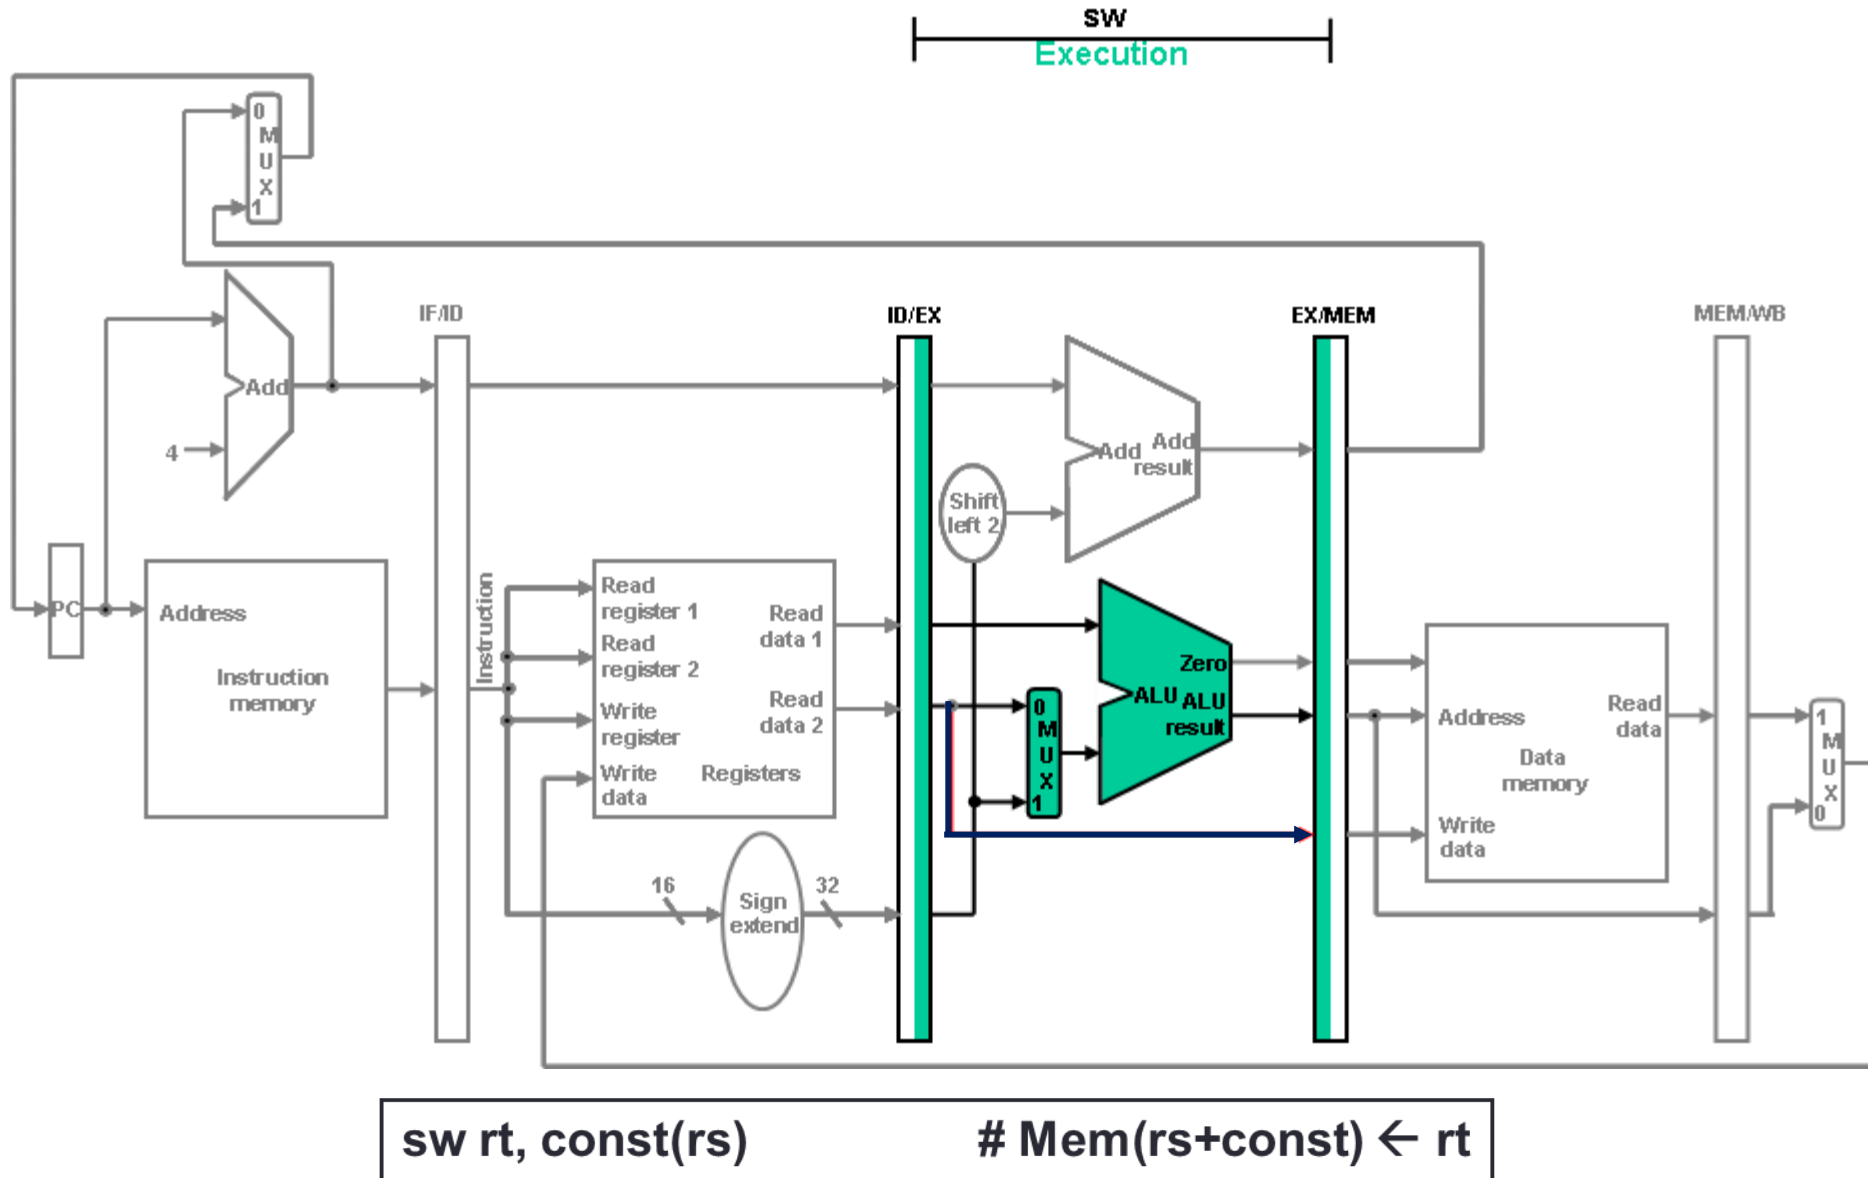 sw
Execution
0
M
U
X
1
IF/ID
ID/EX
EX/MEM
MEM/WB
Add
4
Add
Add
result
Shift
left 2
PC
Address
Instruction
memory
Instruction
Read
register 1
Read
register 2
Write
register
Write
data
Read
data 1
Read
data 2
Registers
16
Sign
extend
32
0
M
U
X
1
Zero
ALU
ALU
result
Address
Read
data
Data
memory
Write
data
1
M
U
X
0
sw rt, const(rs) # Mem(rs+const) ← rt